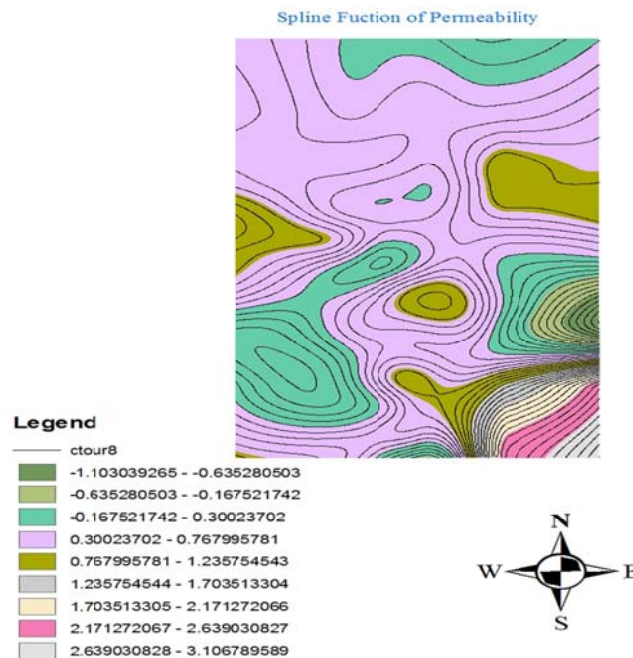 Spline Fuction of Permeability
Legend
ctour8
-1.103039265 - -0.635280503
-0.635280503 - -0.167521742
-0.167521742 - 0.30023702
0.30023702 - 0.767995781
0.767995781 - 1.235754543
1.235754544 - 1.703513304
1.703513305 - 2.171272066
2.171272067 - 2.639030827
2.639030828 - 3.106789589
N
W E
S